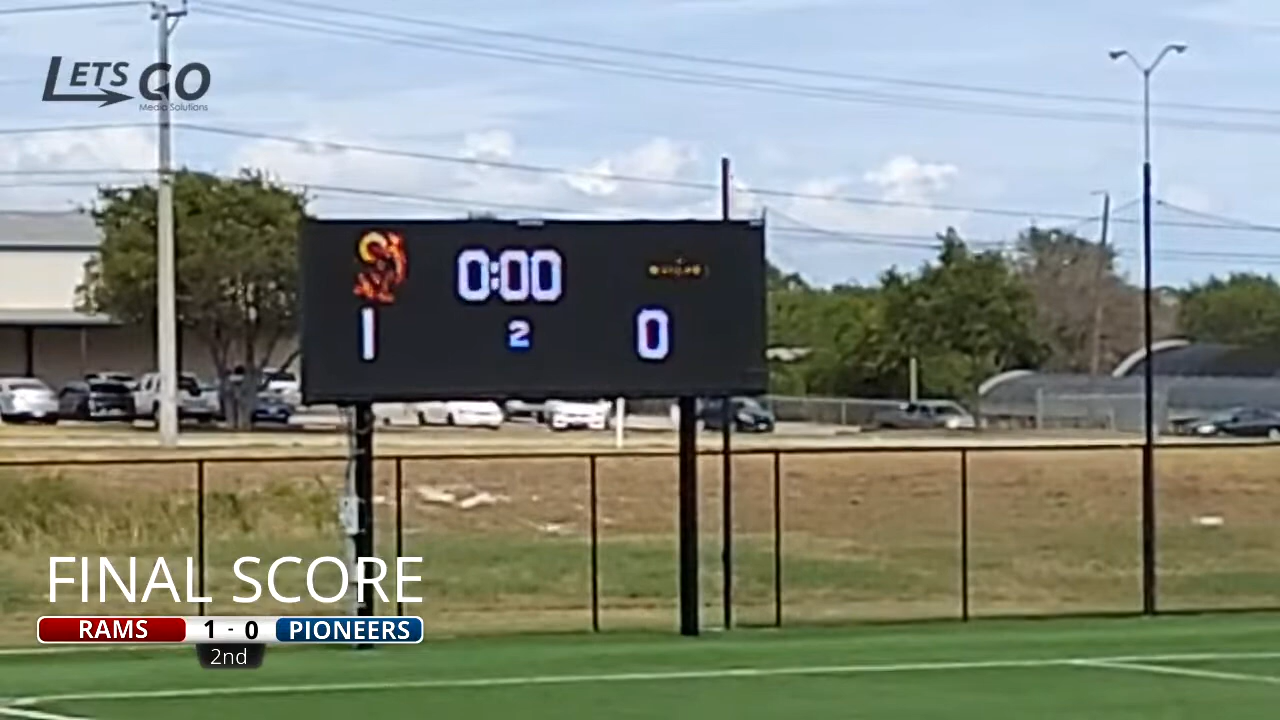 LETS GO
Media Solutions
0:00
1 2 0
FINAL SCORE
RAMS 1 - 0 PIONEERS
2nd